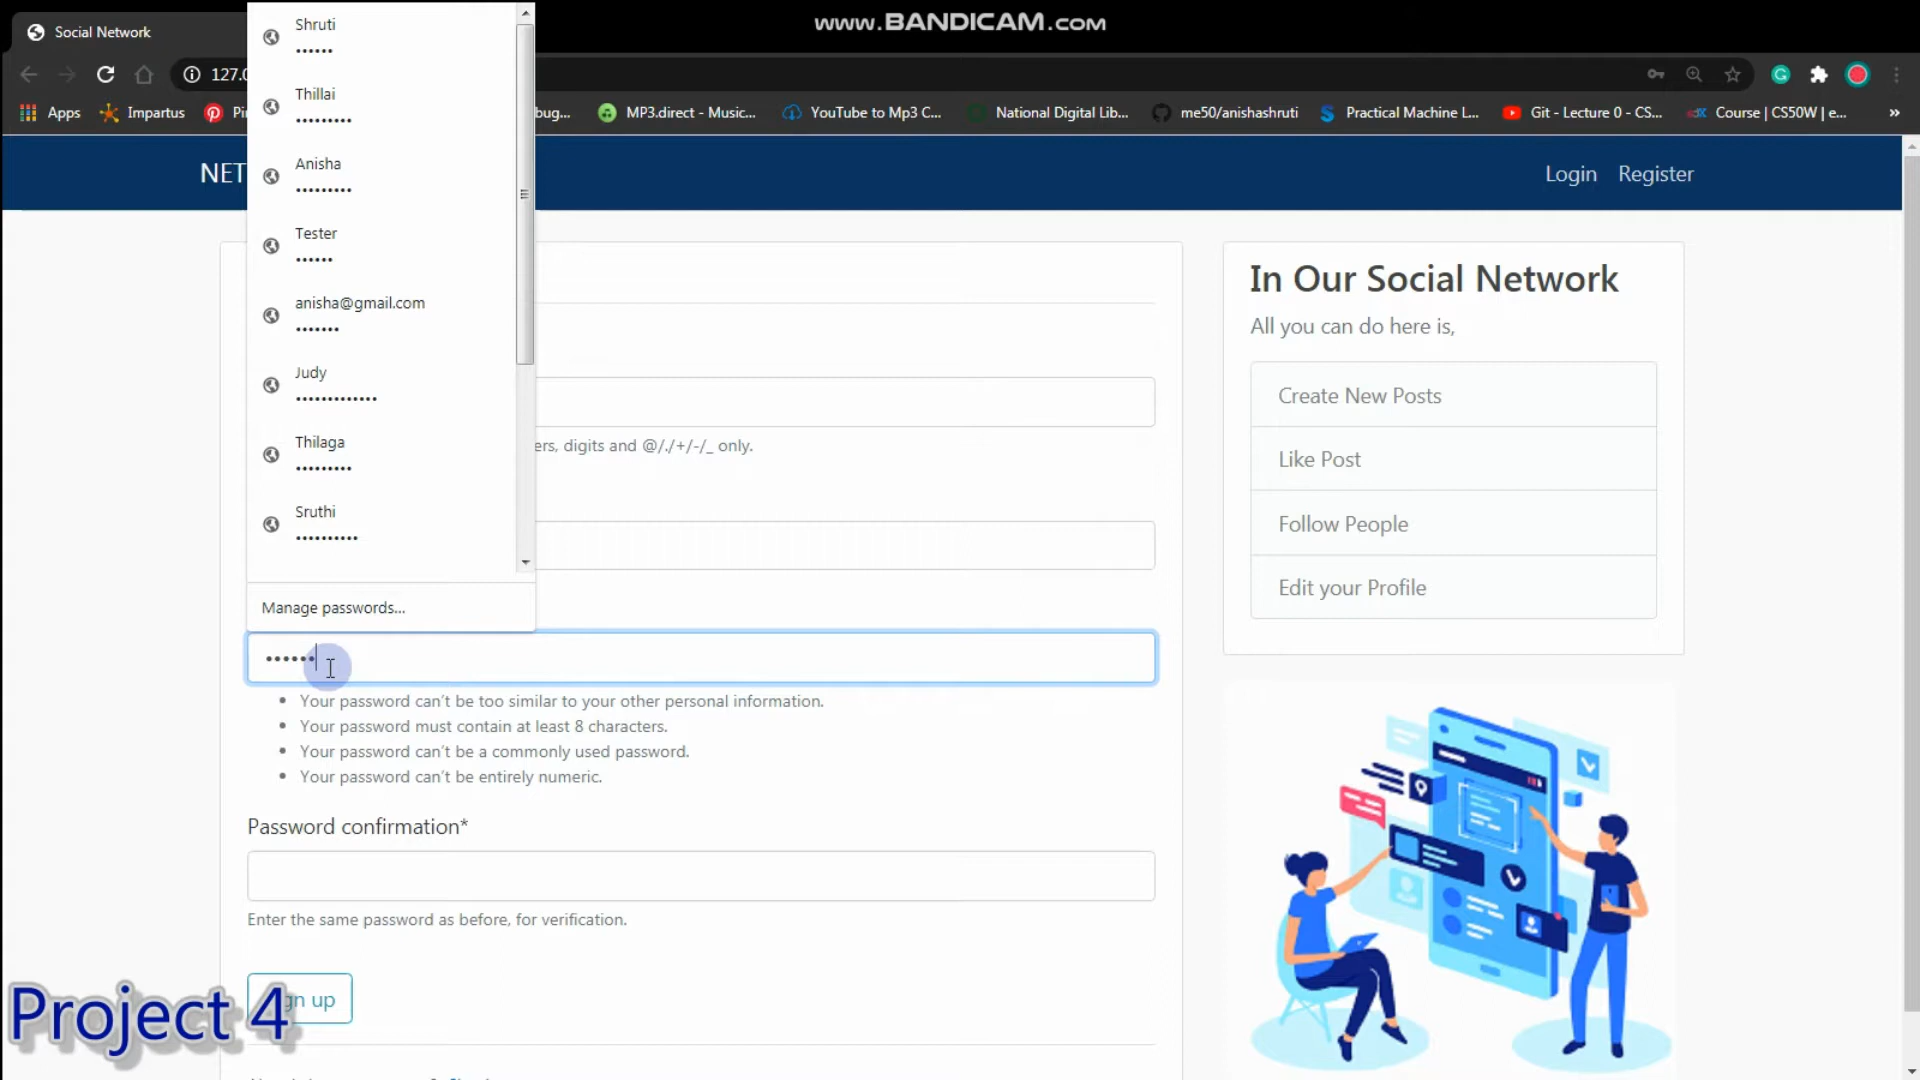 www.BANDICAM.com
Social Network
127.0
Apps
Impartus
bug...
MP3.direct - Music...
YouTube to Mp3 C...
National Digital Lib...
me50/anishashruti
Practical Machine L...
Git - Lecture 0 - CS...
Course | CS50W | e...
»
NET
Login
Register
Shruti
••••••
Thillai
•••••••••
Anisha
•••••••••
Tester
••••••
anisha@gmail.com
•••••••
Judy
•••••••••••••
Thilaga
•••••••••
Sruthi
••••••••••
Manage passwords...
digits and @/./+/-/_ only.
••••••
• Your password can't be too similar to your other personal information.
• Your password must contain at least 8 characters.
• Your password can't be a commonly used password.
• Your password can't be entirely numeric.
Password confirmation*
Enter the same password as before, for verification.
up
Project 4
In Our Social Network
All you can do here is,
Create New Posts
Like Post
Follow People
Edit your Profile